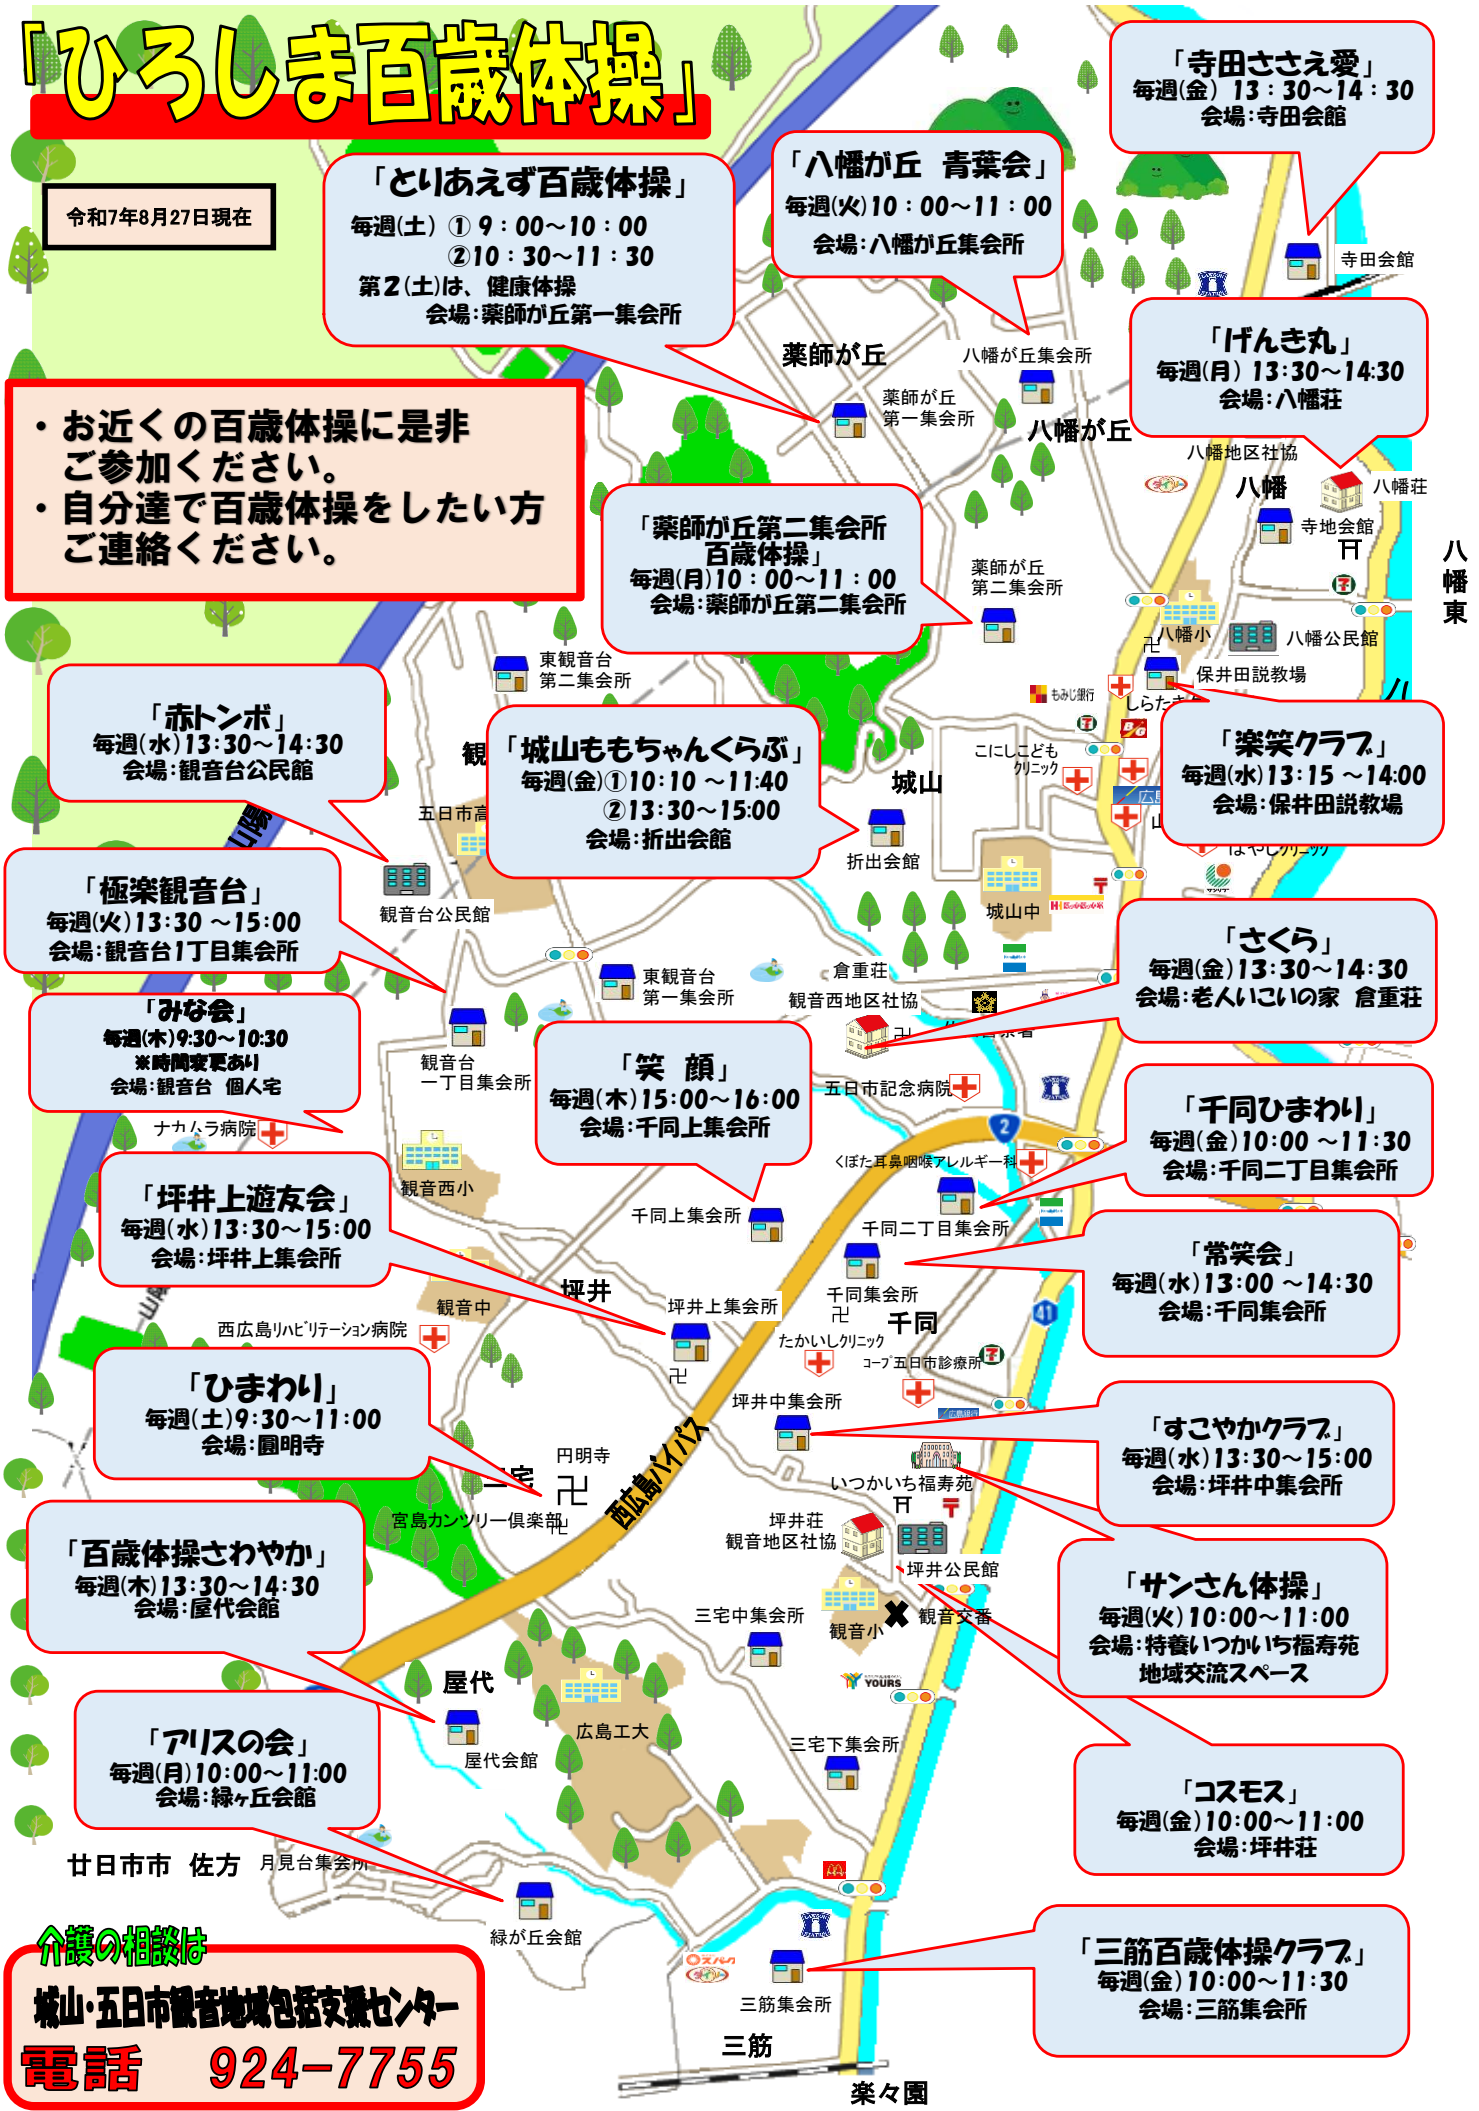 「ひろしま百歳体操」
令和7年8月27日現在
「寺田ささえ愛」
毎週(金) 13：30～14：30
会場:寺田会館
「八幡が丘 青葉会」
毎週(火)10：00～11：00
会場:八幡が丘集会所
「とりあえず百歳体操」
毎週(土) ① 9：00～10：00
②10：30～11：30
第2(土)は、健康体操
会場:薬師が丘第一集会所
寺田会館
「げんき丸」
毎週(月) 13:30～14:30
会場:八幡荘
薬師が丘
八幡が丘集会所
薬師が丘
第一集会所
八幡が丘
・お近くの百歳体操に是非
ご参加ください。
・自分達で百歳体操をしたい方
ご連絡ください。
八幡地区社協
ダイソー
八幡
八幡荘
寺地会館
八幡東
「薬師が丘第二集会所
百歳体操」
毎週(月)10：00～11：00
会場:薬師が丘第二集会所
薬師が丘
第二集会所
八幡小
八幡公民館
保井田説教場
もみじ銀行
しらたき
東観音台
第二集会所
「赤トンボ」
毎週(水)13:30～14:30
会場:観音台公民館
観
「城山ももちゃんくらぶ」
毎週(金)①10:10 ～11:40
②13:30～15:00
会場:折出会館
城山
こにしこども
クリニック
「楽笑クラブ」
毎週(水)13:15 ～14:00
会場:保井田説教場
山陽
五日市高
折出会館
はやしクリニック
「極楽観音台」
毎週(火)13:30 ～15:00
会場:観音台1丁目集会所
観音台公民館
城山中
「さくら」
毎週(金)13:30～14:30
会場:老人いこいの家 倉重荘
東観音台
第一集会所
倉重荘
観音西地区社協
「みな会」
毎週(木)9:30～10:30
※時間変更あり
会場:観音台 個人宅
観音台
一丁目集会所
「笑 顔」
毎週(木)15:00～16:00
会場:千同上集会所
五日市記念病院
2
「千同ひまわり」
毎週(金)10:00 ～11:30
会場:千同二丁目集会所
ナカムラ病院
くぼた耳鼻咽喉アレルギー科
「坪井上遊友会」
毎週(水)13:30～15:00
会場:坪井上集会所
観音西小
千同上集会所
千同二丁目集会所
「常笑会」
毎週(水)13:00 ～14:30
会場:千同集会所
坪井
観音中
坪井上集会所
千同集会所
千同
41
西広島リハビリテーション病院
たかいしクリニック
コープ五日市診療所
「ひまわり」
毎週(土)9:30～11:00
会場:圓明寺
坪井中集会所
広島銀行
「すこやかクラブ」
毎週(水)13:30～15:00
会場:坪井中集会所
西広島バイパス
円明寺
宮島カンツリー倶楽部
いつかいち福寿苑
坪井荘
観音地区社協
坪井公民館
「百歳体操さわやか」
毎週(木)13:30～14:30
会場:屋代会館
「サンさん体操」
毎週(火)10:00～11:00
会場:特養いつかいち福寿苑
地域交流スペース
三宅中集会所
観音小
観音交番
YOURS
屋代
屋代会館
広島工大
三宅下集会所
「アリスの会」
毎週(月)10:00～11:00
会場:緑ヶ丘会館
「コスモス」
毎週(金)10:00～11:00
会場:坪井荘
廿日市市 佐方
月見台集会所
緑が丘会館
スパーク
ダイソー
三筋集会所
「三筋百歳体操クラブ」
毎週(金)10:00～11:30
会場:三筋集会所
三筋
楽々園
介護の相談は
城山・五日市観音地域包括支援センター
電話 924-7755